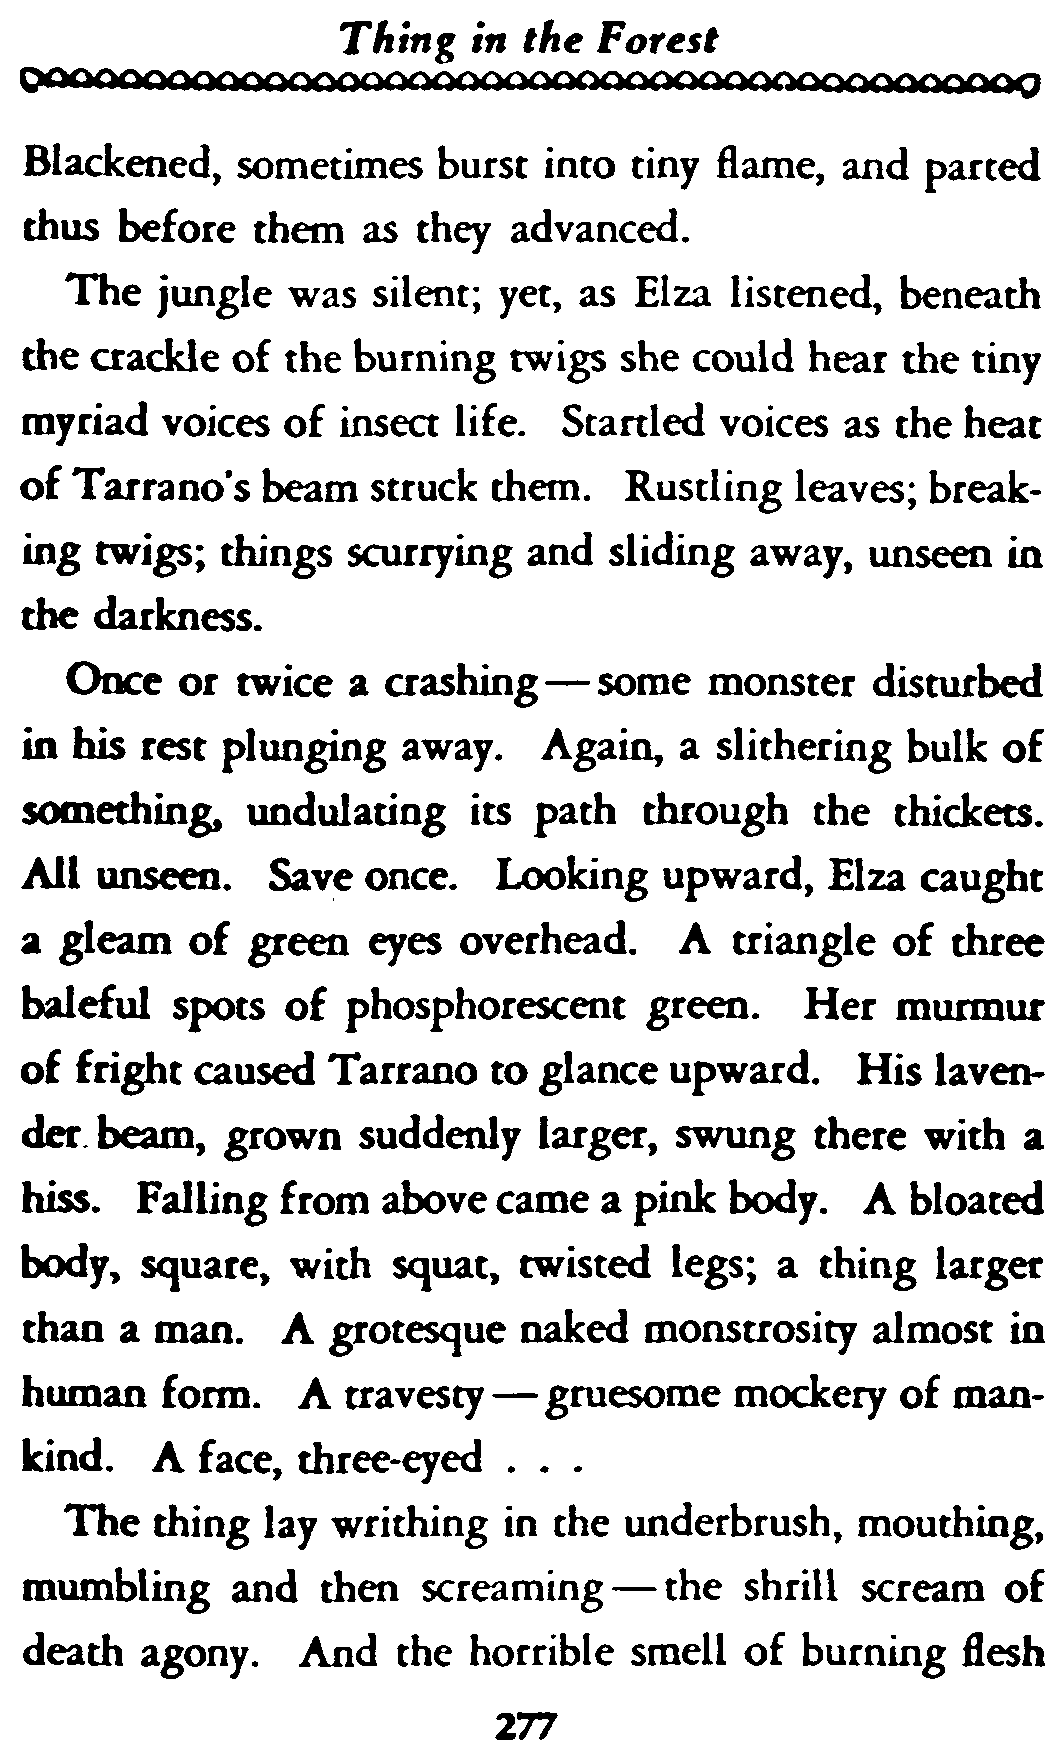 Thing in the Forest
Blackened, sometimes burst into tiny flame, and parted
thus before them as they advanced.
The jungle was silent; yet, as Elza listened, beneath
the crackle of the burning twigs she could hear the tiny
myriad voices of insect life. Startled voices as the heat
of Tarrano's beam struck them. Rustling leaves; break-
ing twigs; things scurrying and sliding away, unseen in
the darkness.
Once or twice a crashing—some monster disturbed
in his rest plunging away. Again, a slithering bulk of
something, undulating its path through the thickets.
All unseen. Save once. Looking upward, Elza caught
a gleam of green eyes overhead. A triangle of three
baleful spots of phosphorescent green. Her murmur
of fright caused Tarrano to glance upward. His laven-
der beam, grown suddenly larger, swung there with a
hiss. Falling from above came a pink body. A bloated
body, square, with squat, twisted legs; a thing larger
than a man. A grotesque naked monstrosity almost in
human form. A travesty—gruesome mockery of man-
kind. A face, three-eyed . . .
The thing lay writhing in the underbrush, mouthing,
mumbling and then screaming—the shrill scream of
death agony. And the horrible smell of burning flesh
277